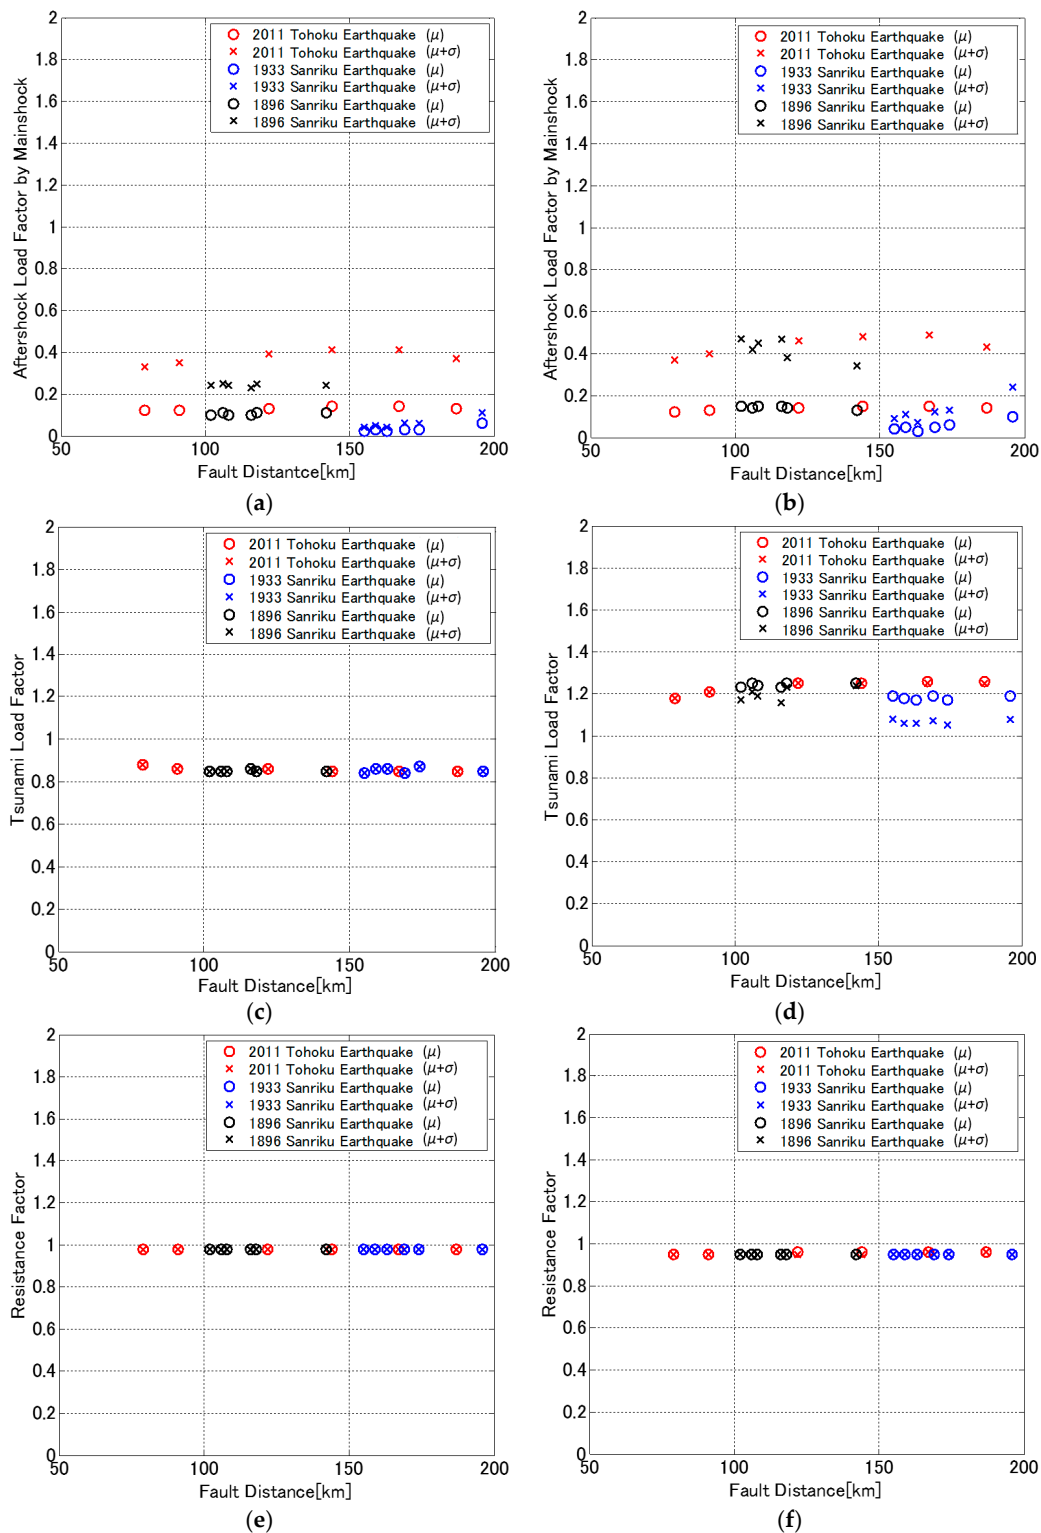 2
1.8
1.6
1.4
1.2
1
0.8
0.6
0.4
0.2
0
50
100
150
200
Aftershock Load Factor by Mainshock
Fault Distantce[km]
2011 Tohoku Earthquake (μ)
2011 Tohoku Earthquake (μ+σ)
1933 Sanriku Earthquake (μ)
1933 Sanriku Earthquake (μ+σ)
1896 Sanriku Earthquake (μ)
1896 Sanriku Earthquake (μ+σ)
(a)
2
1.8
1.6
1.4
1.2
1
0.8
0.6
0.4
0.2
0
50
100
150
200
Aftershock Load Factor by Mainshock
Fault Distance[km]
2011 Tohoku Earthquake (μ)
2011 Tohoku Earthquake (μ+σ)
1933 Sanriku Earthquake (μ)
1933 Sanriku Earthquake (μ+σ)
1896 Sanriku Earthquake (μ)
1896 Sanriku Earthquake (μ+σ)
(b)
2
1.8
1.6
1.4
1.2
1
0.8
0.6
0.4
0.2
0
50
100
150
200
Tsunami Load Factor
Fault Distance[km]
2011 Tohoku Earthquake (μ)
2011 Tohoku Earthquake (μ+σ)
1933 Sanriku Earthquake (μ)
1933 Sanriku Earthquake (μ+σ)
1896 Sanriku Earthquake (μ)
1896 Sanriku Earthquake (μ+σ)
(c)
2
1.8
1.6
1.4
1.2
1
0.8
0.6
0.4
0.2
0
50
100
150
200
Tsunami Load Factor
Fault Distance[km]
2011 Tohoku Earthquake (μ)
2011 Tohoku Earthquake (μ+σ)
1933 Sanriku Earthquake (μ)
1933 Sanriku Earthquake (μ+σ)
1896 Sanriku Earthquake (μ)
1896 Sanriku Earthquake (μ+σ)
(d)
2
1.8
1.6
1.4
1.2
1
0.8
0.6
0.4
0.2
0
50
100
150
200
Resistance Factor
Fault Distance[km]
2011 Tohoku Earthquake (μ)
2011 Tohoku Earthquake (μ+σ)
1933 Sanriku Earthquake (μ)
1933 Sanriku Earthquake (μ+σ)
1896 Sanriku Earthquake (μ)
1896 Sanriku Earthquake (μ+σ)
(e)
2
1.8
1.6
1.4
1.2
1
0.8
0.6
0.4
0.2
0
50
100
150
200
Resistance Factor
Fault Distance[km]
2011 Tohoku Earthquake (μ)
2011 Tohoku Earthquake (μ+σ)
1933 Sanriku Earthquake (μ)
1933 Sanriku Earthquake (μ+σ)
1896 Sanriku Earthquake (μ)
1896 Sanriku Earthquake (μ+σ)
(f)